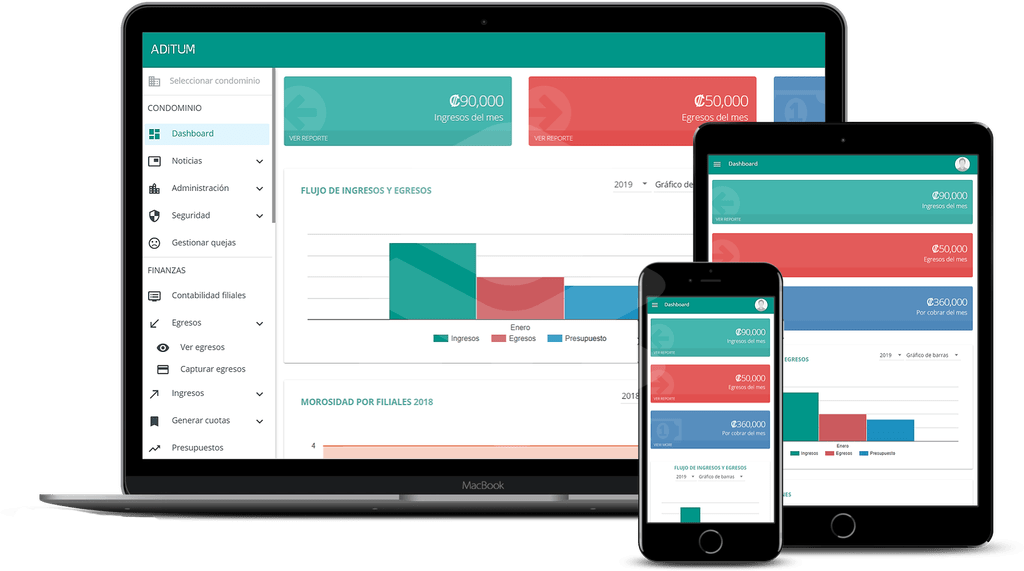 ADITUM
Seleccionar condominio
CONDOMINIO
Dashboard
Noticias
Administración
Seguridad
Gestionar quejas
FINANZAS
Contabilidad filiales
Egresos
Ver egresos
Capturar egresos
Ingresos
Generar cuotas
Presupuestos
₡90,000
Ingresos del mes
VER REPORTE
₡50,000
Egresos del mes
VER REPORTE
FLUJO DE INGRESOS Y EGRESOS
2019 Gráfico de
Enero
Ingresos Egresos Presupuesto
MOROSIDAD POR FILIALES 2018
2018
4
MacBook
Dashboard
₡90,000
Ingresos del mes
VER REPORTE
₡50,000
Egresos del mes
₡360,000
Por cobrar del mes
EGRESOS
2019 Gráfico de barras
Enero
Ingresos Egresos Presupuesto
Dashboard
₡90,000
Ingresos del mes
VER REPORTE
₡50,000
Egresos del mes
VER REPORTE
₡360,000
Por cobrar del mes
VIEW MORE
FLUJO DE INGRESOS Y EGRESOS
2019 Gráfico de barras